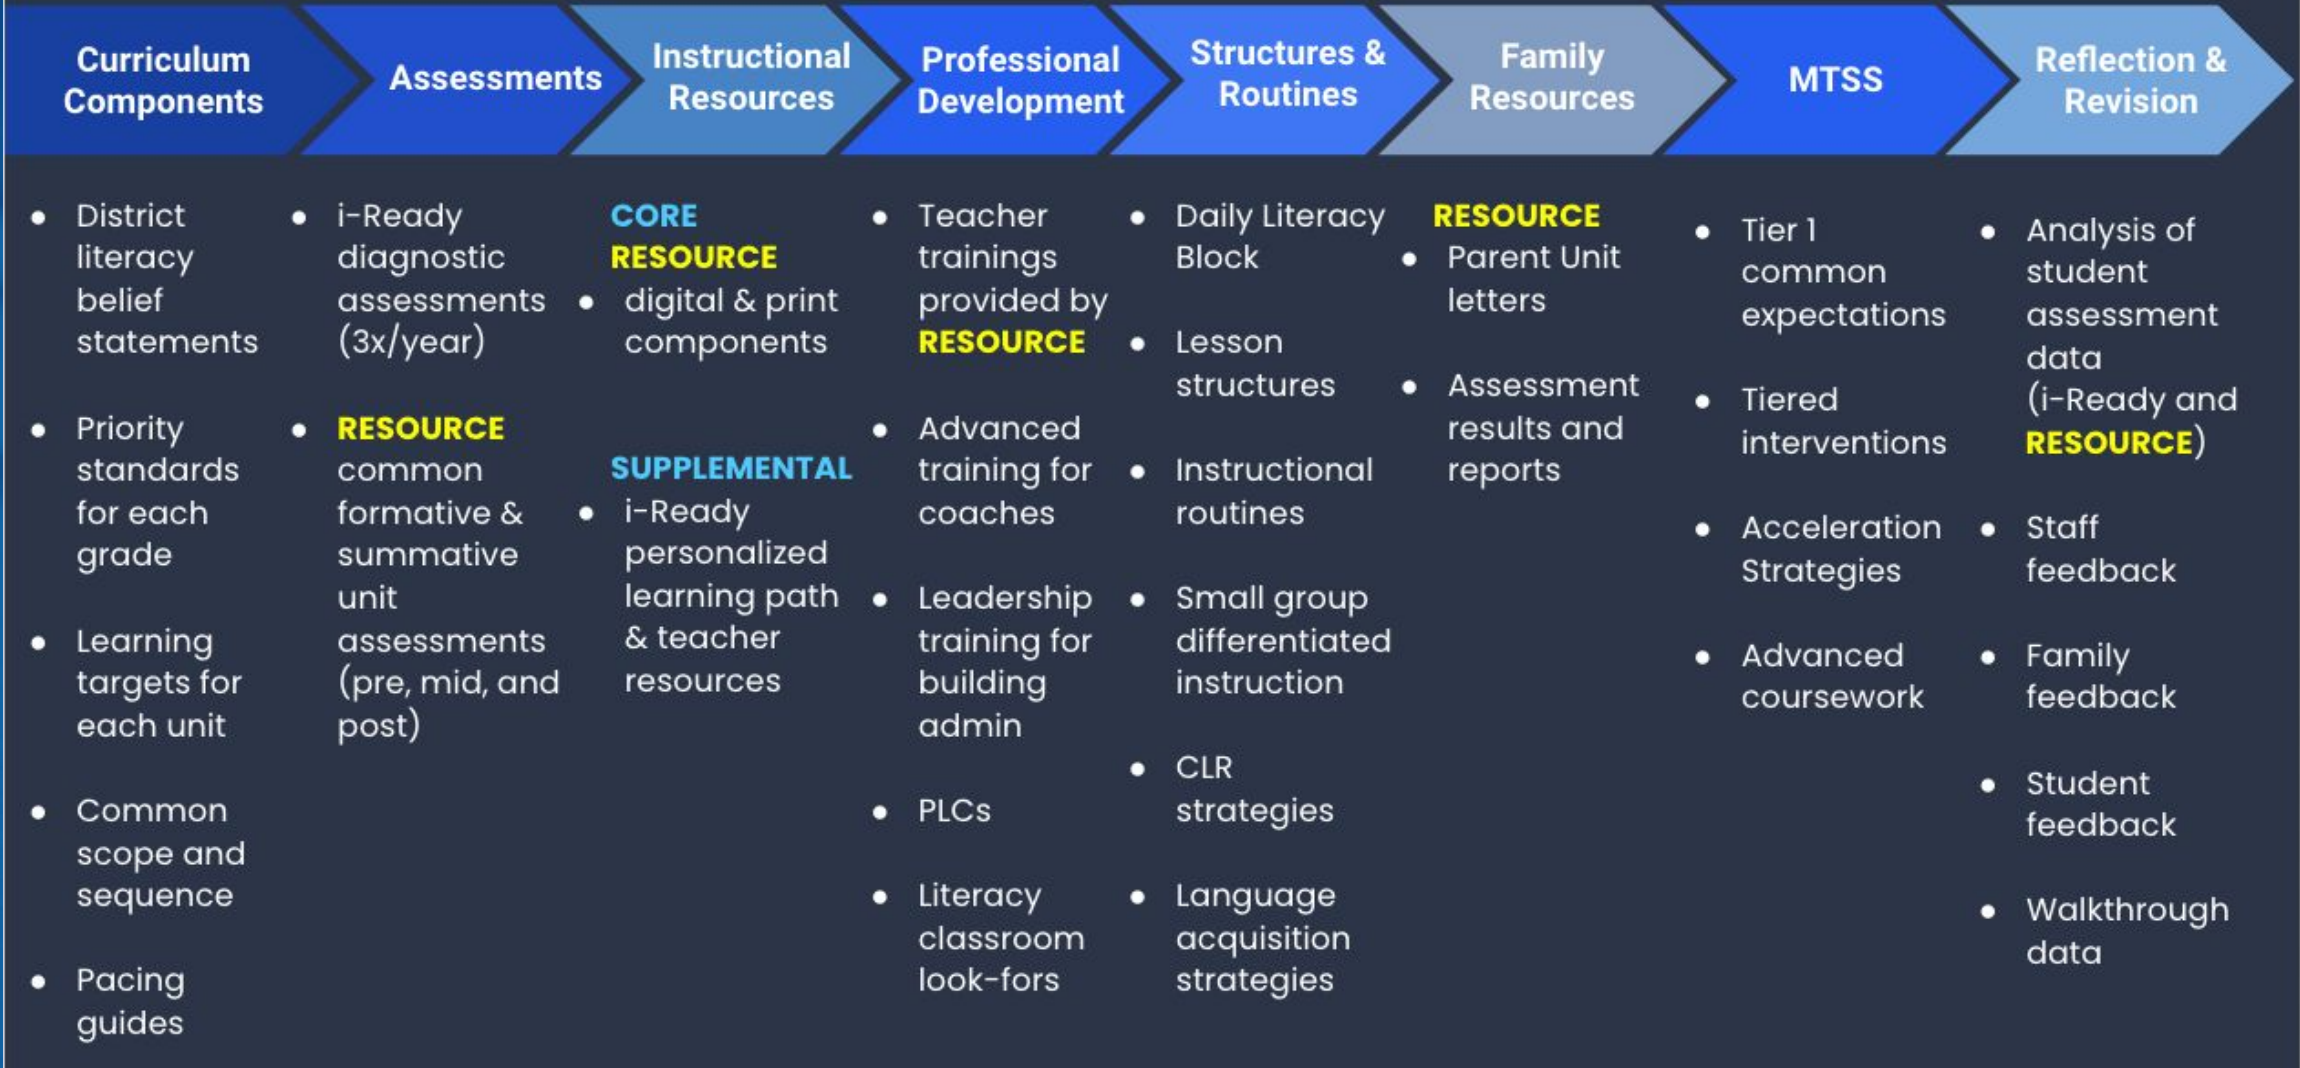 Curriculum
Components
Assessments
Instructional
Resources
Professional
Development
Structures &
Routines
Family
Resources
MTSS
Reflection &
Revision
• District
literacy
belief
statements
• Priority
standards
for each
grade
• Learning
targets for
each unit
• Common
scope and
sequence
• Pacing
guides
• i-Ready
diagnostic
assessments
(3x/year)
• RESOURCE
common
formative &
summative
unit
assessments
(pre, mid, and
post)
CORE
RESOURCE
• digital & print
components
SUPPLEMENTAL
• i-Ready
personalized
learning path
& teacher
resources
• Teacher
trainings
provided by
RESOURCE
• Advanced
training for
coaches
• Leadership
training for
building
admin
• PLCs
• Literacy
classroom
look-fors
• Daily Literacy
Block
• Lesson
structures
• Instructional
routines
• Small group
differentiated
instruction
• CLR
strategies
• Language
acquisition
strategies
RESOURCE
• Parent Unit
letters
• Assessment
results and
reports
• Tier 1
common
expectations
• Tiered
interventions
• Acceleration
Strategies
• Advanced
coursework
• Analysis of
student
assessment
data
(i-Ready and
RESOURCE)
• Staff
feedback
• Family
feedback
• Student
feedback
• Walkthrough
data